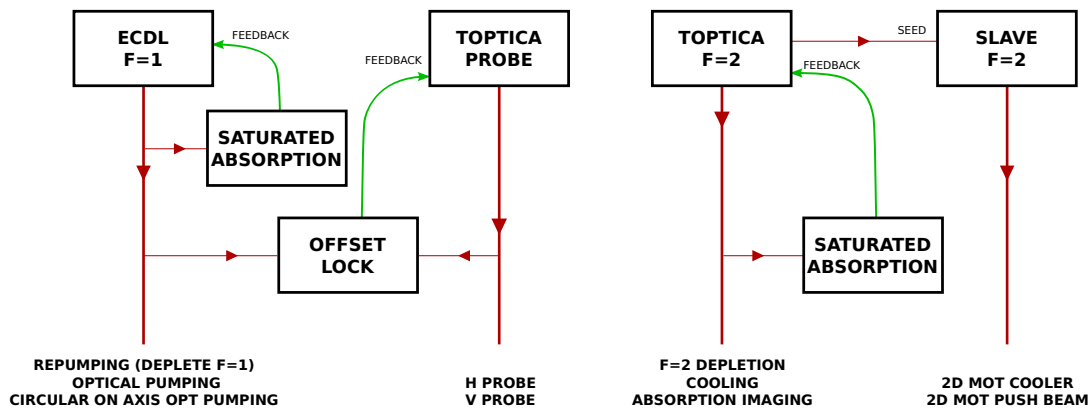 ECDL
F=1
FEEDBACK
TOPTICA
PROBE
FEEDBACK
SATURATED
ABSORPTION
OFFSET
LOCK
REPUMPING (DEPLETE F=1)
OPTICAL PUMPING
CIRCULAR ON AXIS OPT PUMPING
H PROBE
V PROBE
TOPTICA
F=2
SEED
SLAVE
F=2
FEEDBACK
SATURATED
ABSORPTION
F=2 DEPLETION
COOLING
ABSORPTION IMAGING
2D MOT COOLER
2D MOT PUSH BEAM